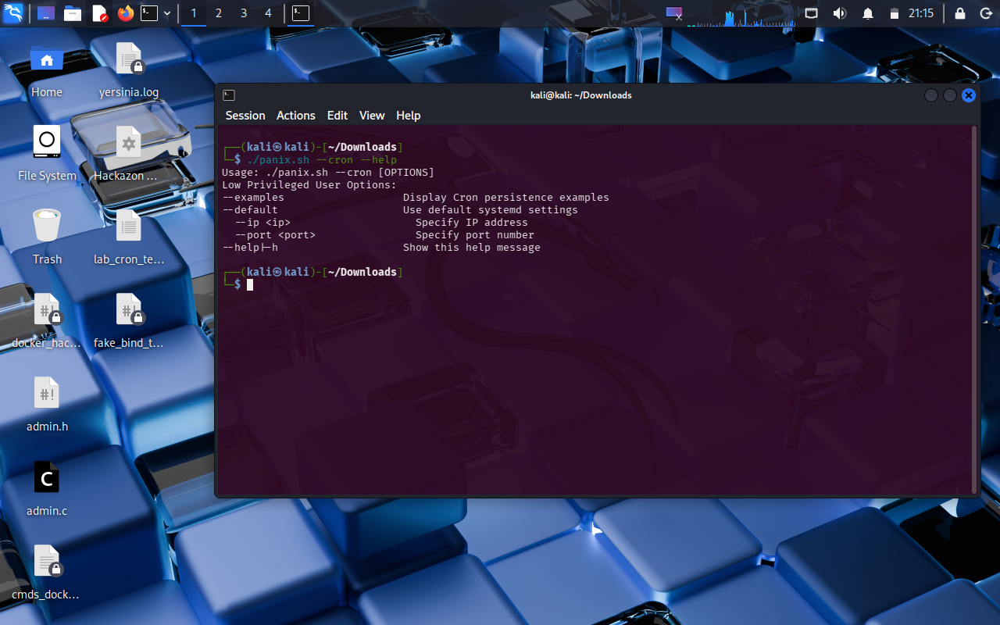 1 2 3 4 21:15
Home
yersinia.log
File System
Hackazon ...
Trash
lab_cron_te...
docker_hac...
fake_bind_t...
admin.h
C
admin.c
cmds_dock...
kali@kali: ~/Downloads
Session Actions Edit View Help
┌──(kali㉿kali)-[~/Downloads]
└─$ ./panix.sh --cron --help
Usage: ./panix.sh --cron [OPTIONS]
Low Privileged User Options:
--examples Display Cron persistence examples
--default Use default systemd settings
--ip <ip> Specify IP address
--port <port> Specify port number
--help|-h Show this help message
┌──(kali㉿kali)-[~/Downloads]
└─$